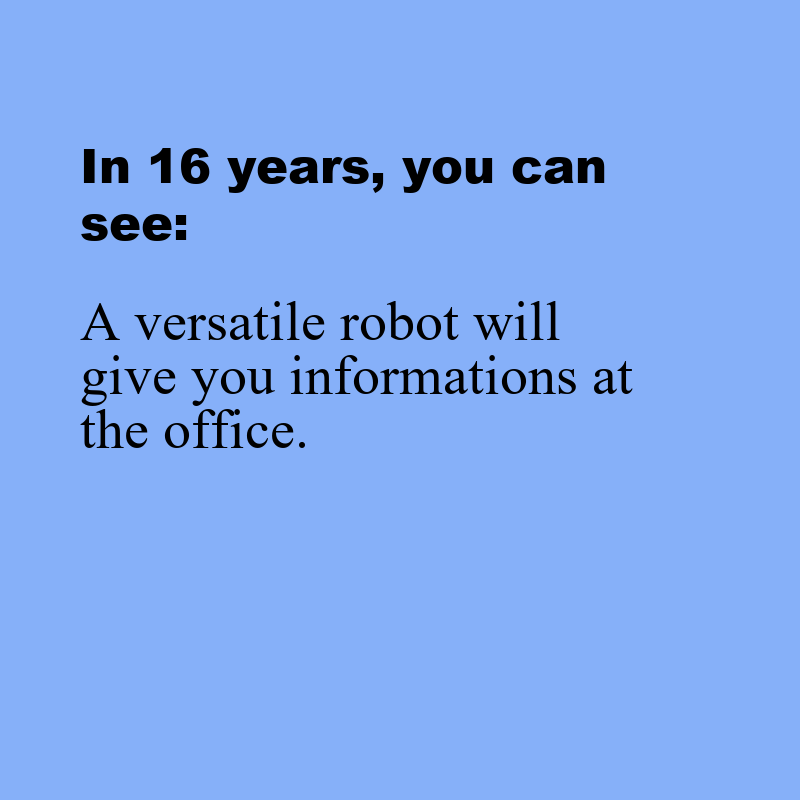 In 16 years, you can
see:
A versatile robot will
give you informations at
the office.